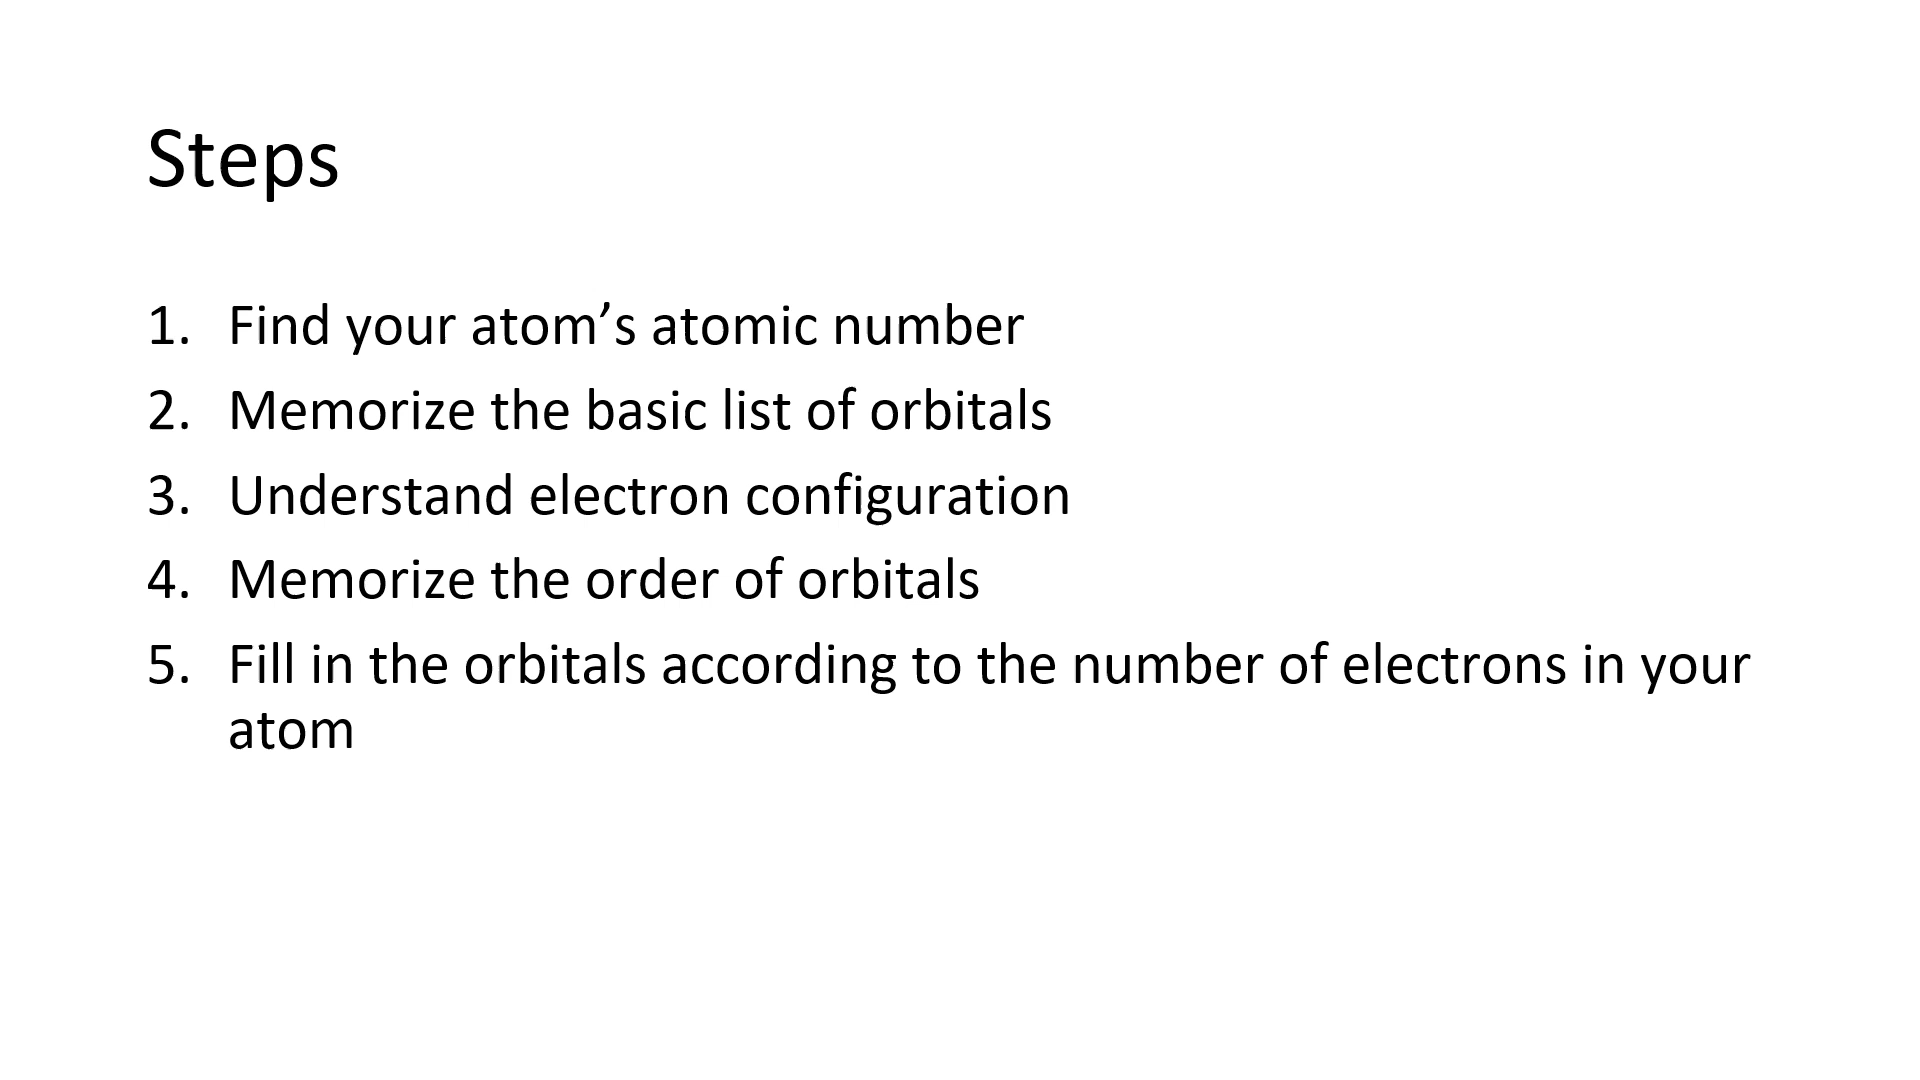 Steps
1. Find your atom’s atomic number
2. Memorize the basic list of orbitals
3. Understand electron configuration
4. Memorize the order of orbitals
5. Fill in the orbitals according to the number of electrons in your
atom